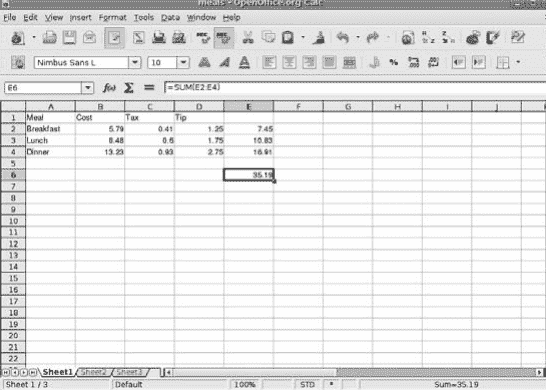 meals - OpenOffice.org Calc
File Edit View Insert Format Tools Data Window Help
Nimbus Sans L 10
E6 =SUM(E2:E4)
A B C D E F G H I J K
1 Meal Cost Tax Tip
2 Breakfast 5.79 0.41 1.25 7.45
3 Lunch 8.48 0.6 1.75 10.83
4 Dinner 13.23 0.93 2.75 16.91
5
6 35.19
7
8
9
10
11
12
13
14
15
16
17
18
19
20
21
22
Sheet1 Sheet2 Sheet3
Sheet 1 / 3 Default 100% STD * Sum=35.19